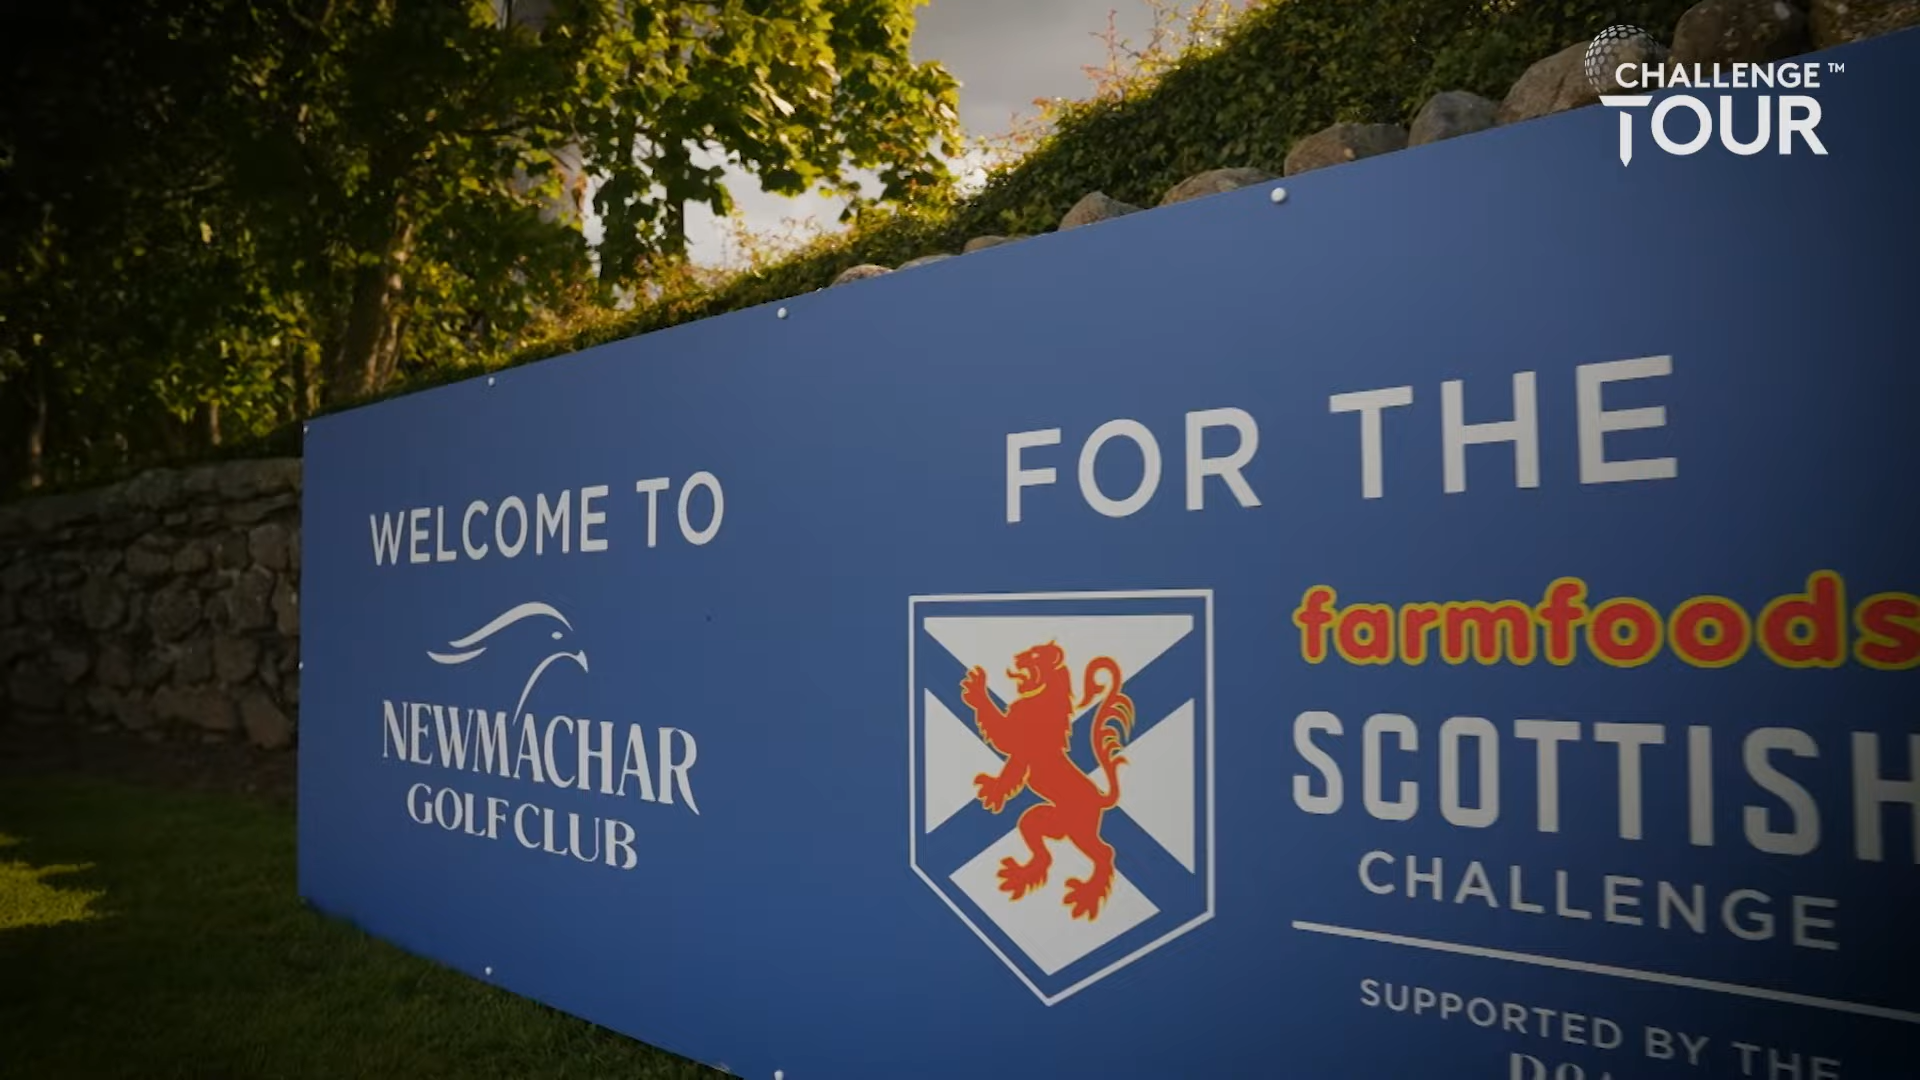 CHALLENGE™
TOUR
WELCOME TO
NEWMACHAR
GOLF CLUB
FOR THE
farmfoods
SCOTTISH
CHALLENGE
SUPPORTED BY THE